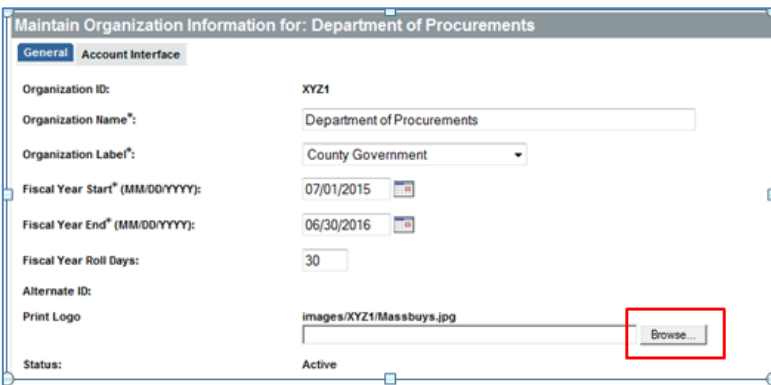 Maintain Organization Information for: Department of Procurements
General Account Interface
Organization ID: XYZ1
Organization Name*: Department of Procurements
Organization Label*: County Government
Fiscal Year Start* (MM/DD/YYYY): 07/01/2015
Fiscal Year End* (MM/DD/YYYY): 06/30/2016
Fiscal Year Roll Days: 30
Alternate ID:
Print Logo images/XYZ1/Massbuys.jpg
Browse...
Status: Active